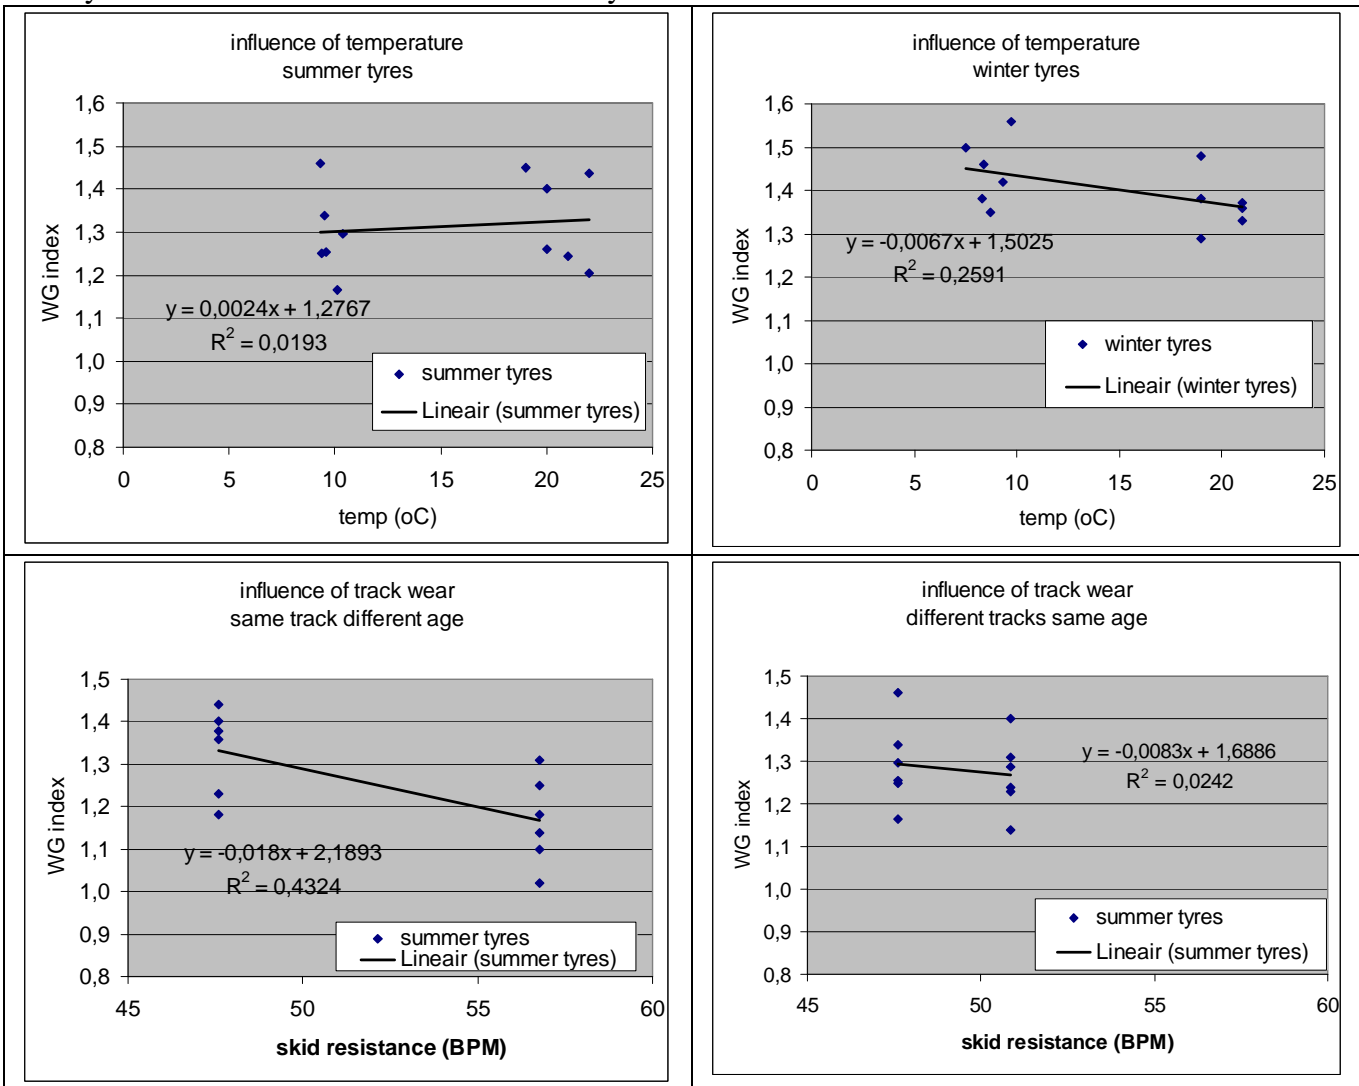 influence of temperature
summer tyres
1,6
1,5
1,4
1,3
1,2
1,1
1,0
0,9
0,8
WG index
y = 0,0024x + 1,2767
R2 = 0,0193
summer tyres
Lineair (summer tyres)
0 5 10 15 20 25
temp (oC)
influence of temperature
winter tyres
1,6
1,5
1,4
1,3
1,2
1,1
1,0
0,9
0,8
WG index
y = -0,0067x + 1,5025
R2 = 0,2591
winter tyres
Lineair (winter tyres)
0 5 10 15 20 25
temp (oC)
influence of track wear
same track different age
1,5
1,4
1,3
1,2
1,1
1,0
0,9
0,8
WG index
y = -0,018x + 2,1893
R2 = 0,4324
summer tyres
Lineair (summer tyres)
45 50 55 60
skid resistance (BPM)
influence of track wear
different tracks same age
1,5
1,4
1,3
1,2
1,1
1,0
0,9
0,8
WG index
y = -0,0083x + 1,6886
R2 = 0,0242
summer tyres
Lineair (summer tyres)
45 50 55 60
skid resistance (BPM)